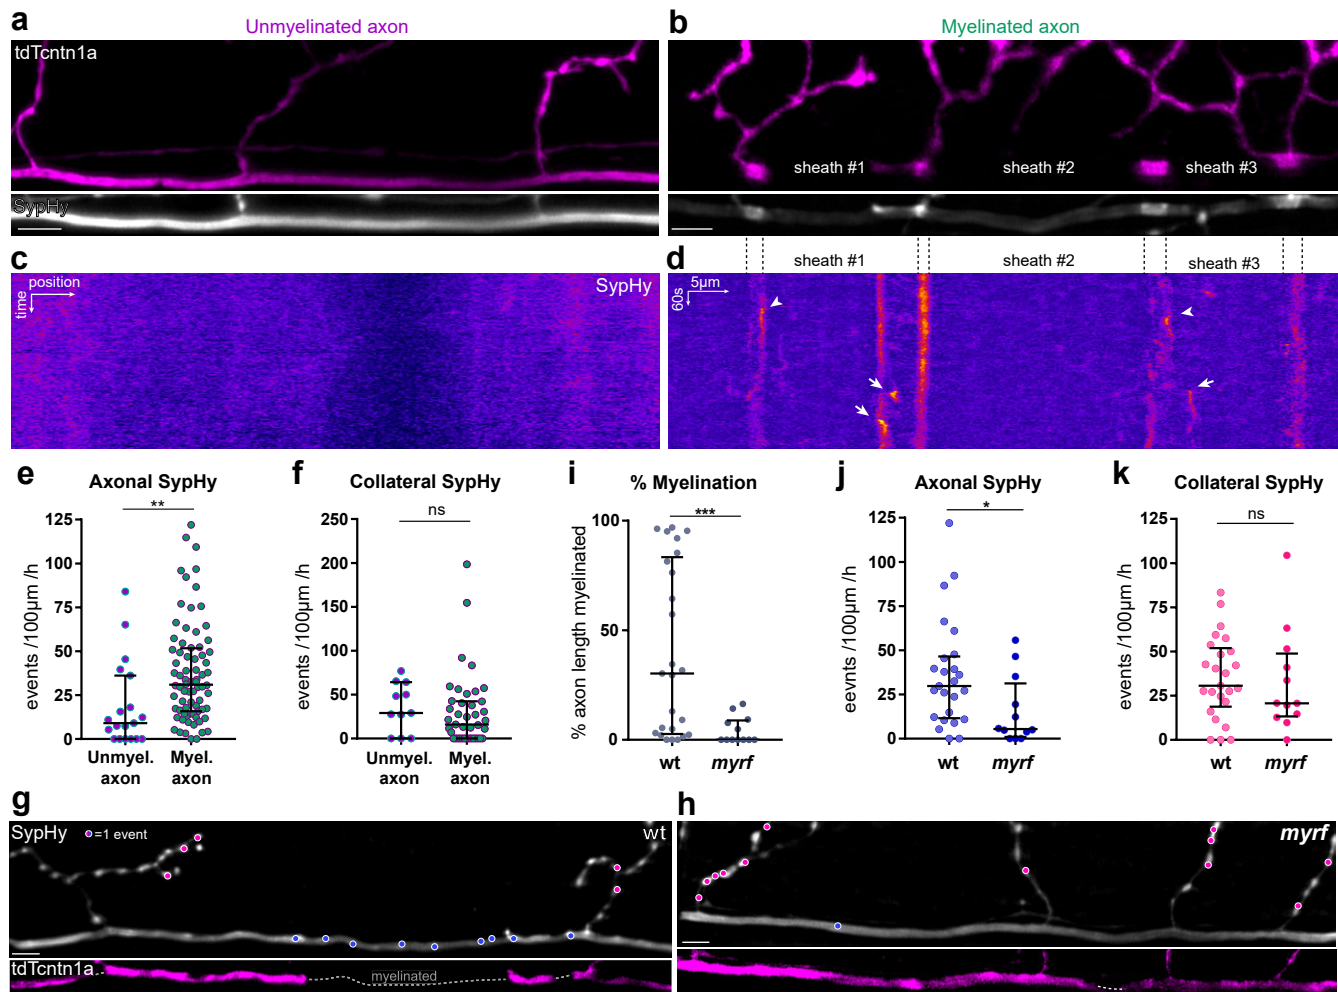 a
Unmyelinated axon
tdTcntn1a
SypHy
b
Myelinated axon
sheath #1
sheath #2
sheath #3
c
position
time
SypHy
d
sheath #1
sheath #2
sheath #3
5µm
60s
e
Axonal SypHy
**
events /100µm /h
125
100
75
50
25
0
Unmyel.
axon
Myel.
axon
f
Collateral SypHy
ns
events /100µm /h
250
200
150
100
50
0
Unmyel.
axon
Myel.
axon
i
% Myelination
***
% axon length myelinated
100
50
0
wt
myrf
j
Axonal SypHy
*
evnts /100µm /h
125
100
75
50
25
0
wt
myrf
k
Collateral SypHy
ns
events /100µm /h
125
100
75
50
25
0
wt
myrf
g
SypHy
=1 event
wt
tdTcntn1a
myelinated
h
myrf